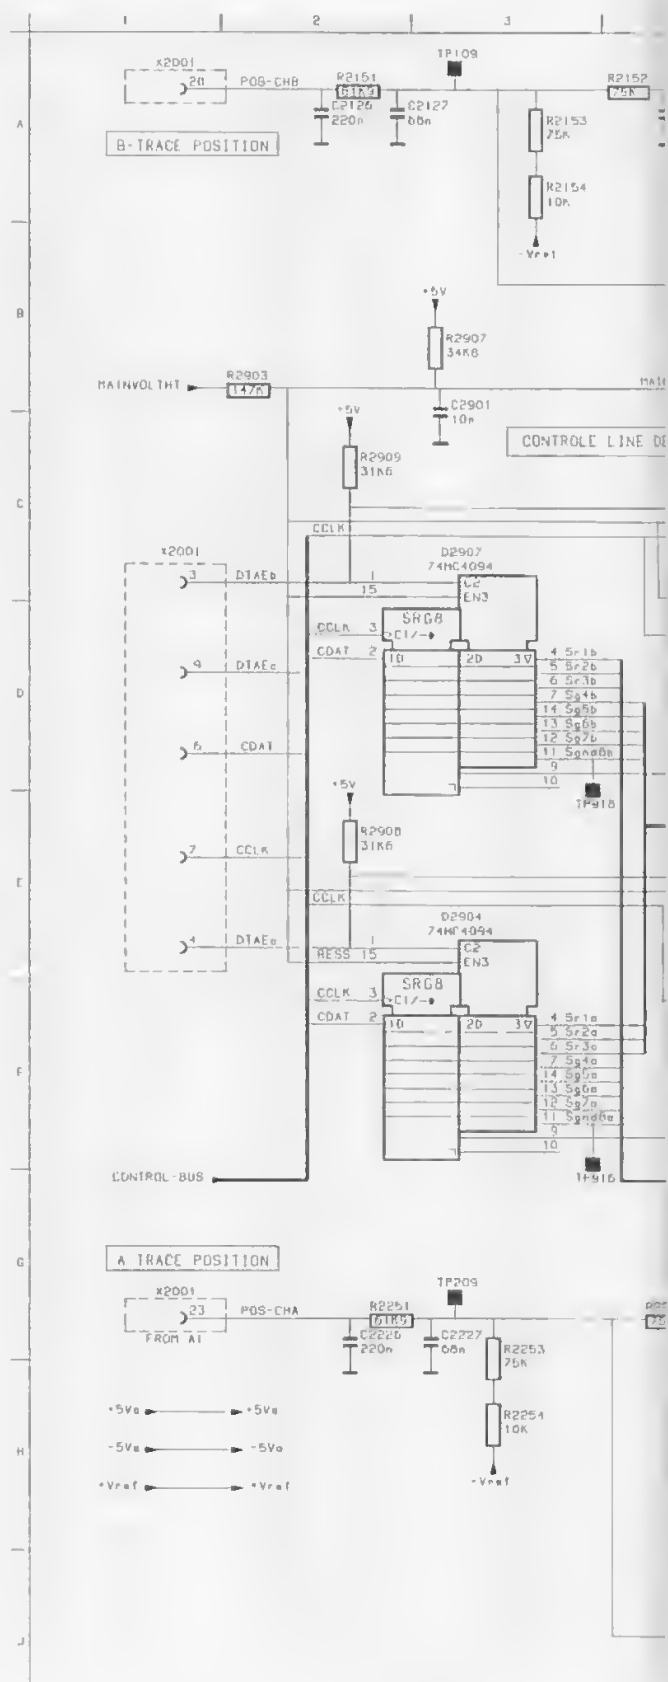 1 2 3
A
X2001
20 POS-CHB
R2151
61K9
C2126
220n
C2127
68n
TP109
R2152
75K
R2153
75K
R2154
10K
-Vref
B-TRACE POSITION
B
+5V
R2907
34K8
MAINVOLTHT
R2903
147K
C2901
10n
CONTROLE LINE
C
+5V
R2909
31K6
CCLK
X2001
3 DTAEb
9 DTAEc
6 CDAT
7 CCLK
4 DTAEa
D2907
74HC4094
1
15
C2
EN3
SRG8
CCLK 3
C1/→
CDAT 2
1D 2D 3∇
D
4 Sr1b
5 Sr2b
6 Sr3b
7 Sg4b
14 Sg5b
13 Sg6b
12 Sg7b
11 Sgnd8b
9
10
TP918
E
+5V
R2908
31K6
CCLK
D2904
74HC4094
1
RESS 15
C2
EN3
SRG8
CCLK 3
C1/→
CDAT 2
1D 2D 3∇
F
4 Sr1a
5 Sr2a
6 Sr3a
7 Sg4a
14 Sg5a
13 Sg6a
12 Sg7a
11 Sgnd8a
9
10
TP916
CONTROL-BUS
G
A TRACE POSITION
X2001
23 POS-CHA
FROM A1
R2251
61K9
C2226
220n
TP209
C2227
68n
R2253
75K
R2254
10K
-Vref
H
+5Va +5Va
-5Va -5Va
+Vref +Vref
J